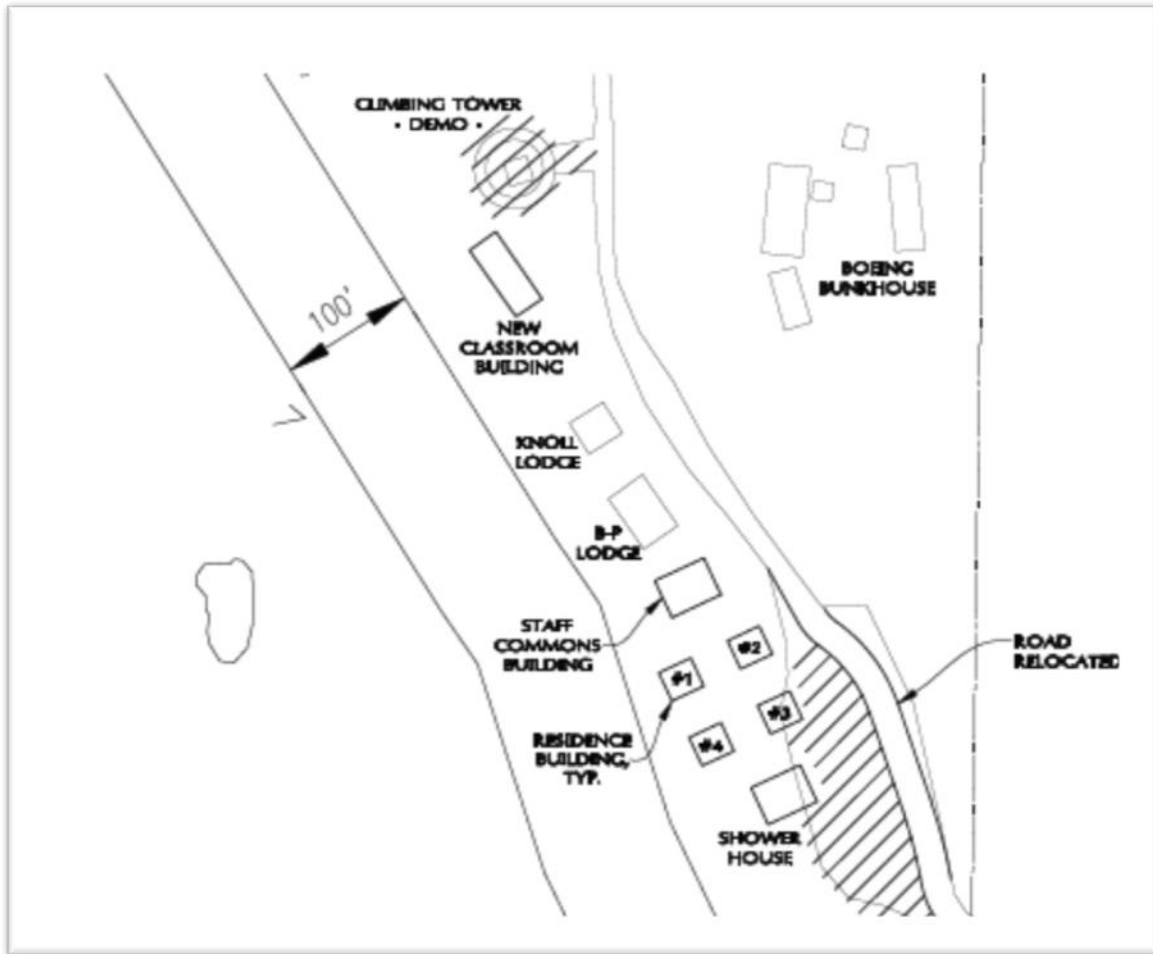 CLIMBING TOWER
• DEMO •
BOEING
BUNKHOUSE
100'
NEW
CLASSROOM
BUILDING
7
KNOLL
LODGE
B-P
LODGE
STAFF
COMMONS
BUILDING
#2
ROAD
RELOCATED
#1
#3
#4
RESIDENCE
BUILDING,
TYP.
SHOWER
HOUSE